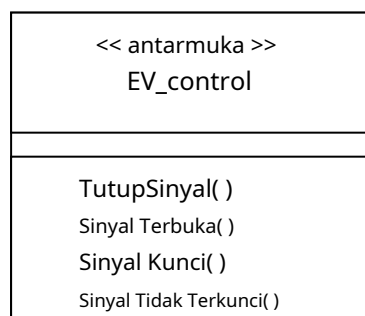 << antarmuka >>
EV_control
TutupSinyal( )
Sinyal Terbuka( )
Sinyal Kunci( )
Sinyal Tidak Terkunci( )